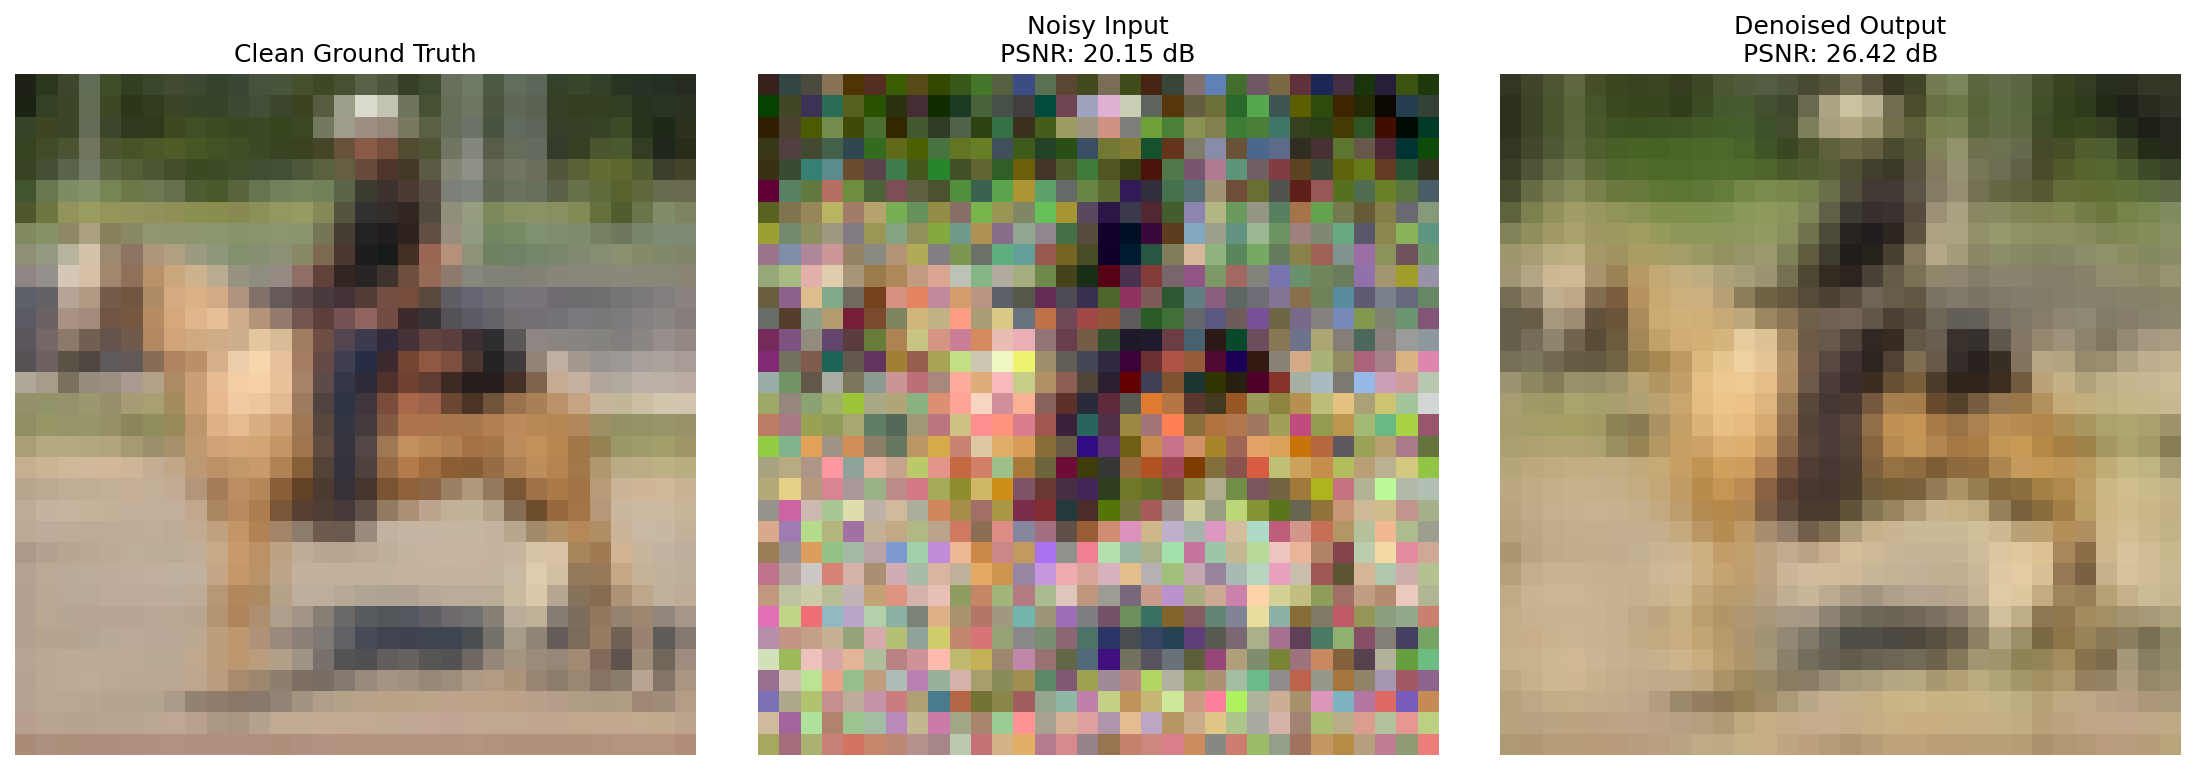 Clean Ground Truth
Noisy Input
PSNR: 20.15 dB
Denoised Output
PSNR: 26.42 dB